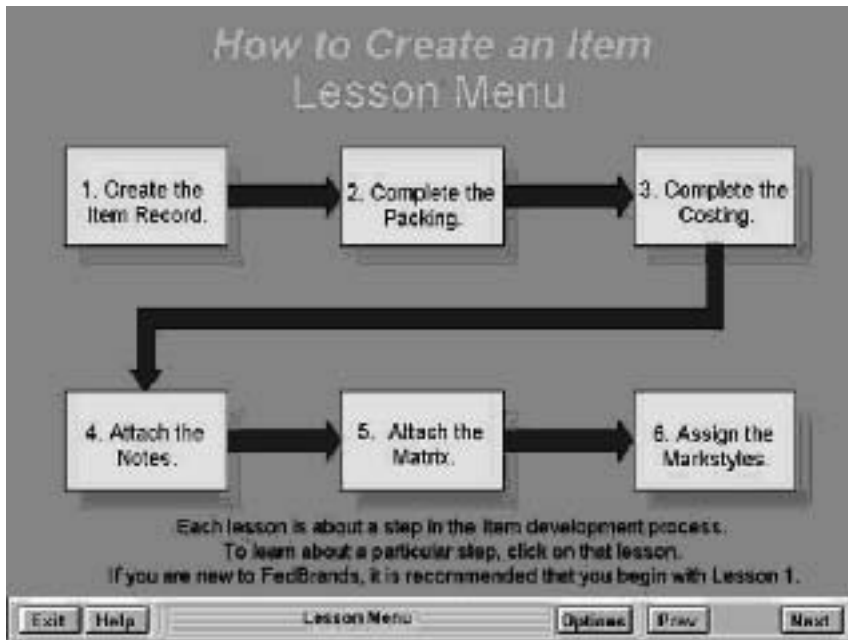 How to Create an Item
Lesson Menu
1. Create the
Item Record.
2. Complete the
Packing.
3. Complete the
Costing.
4. Attach the
Notes.
5. Attach the
Matrix.
6. Assign the
Markstyles.
Each lesson is about a step in the item development process.
To learn about a particular step, click on that lesson.
If you are new to FedBrands, it is recommended that you begin with Lesson 1.
Exit Help Lesson Menu Options Prev Next